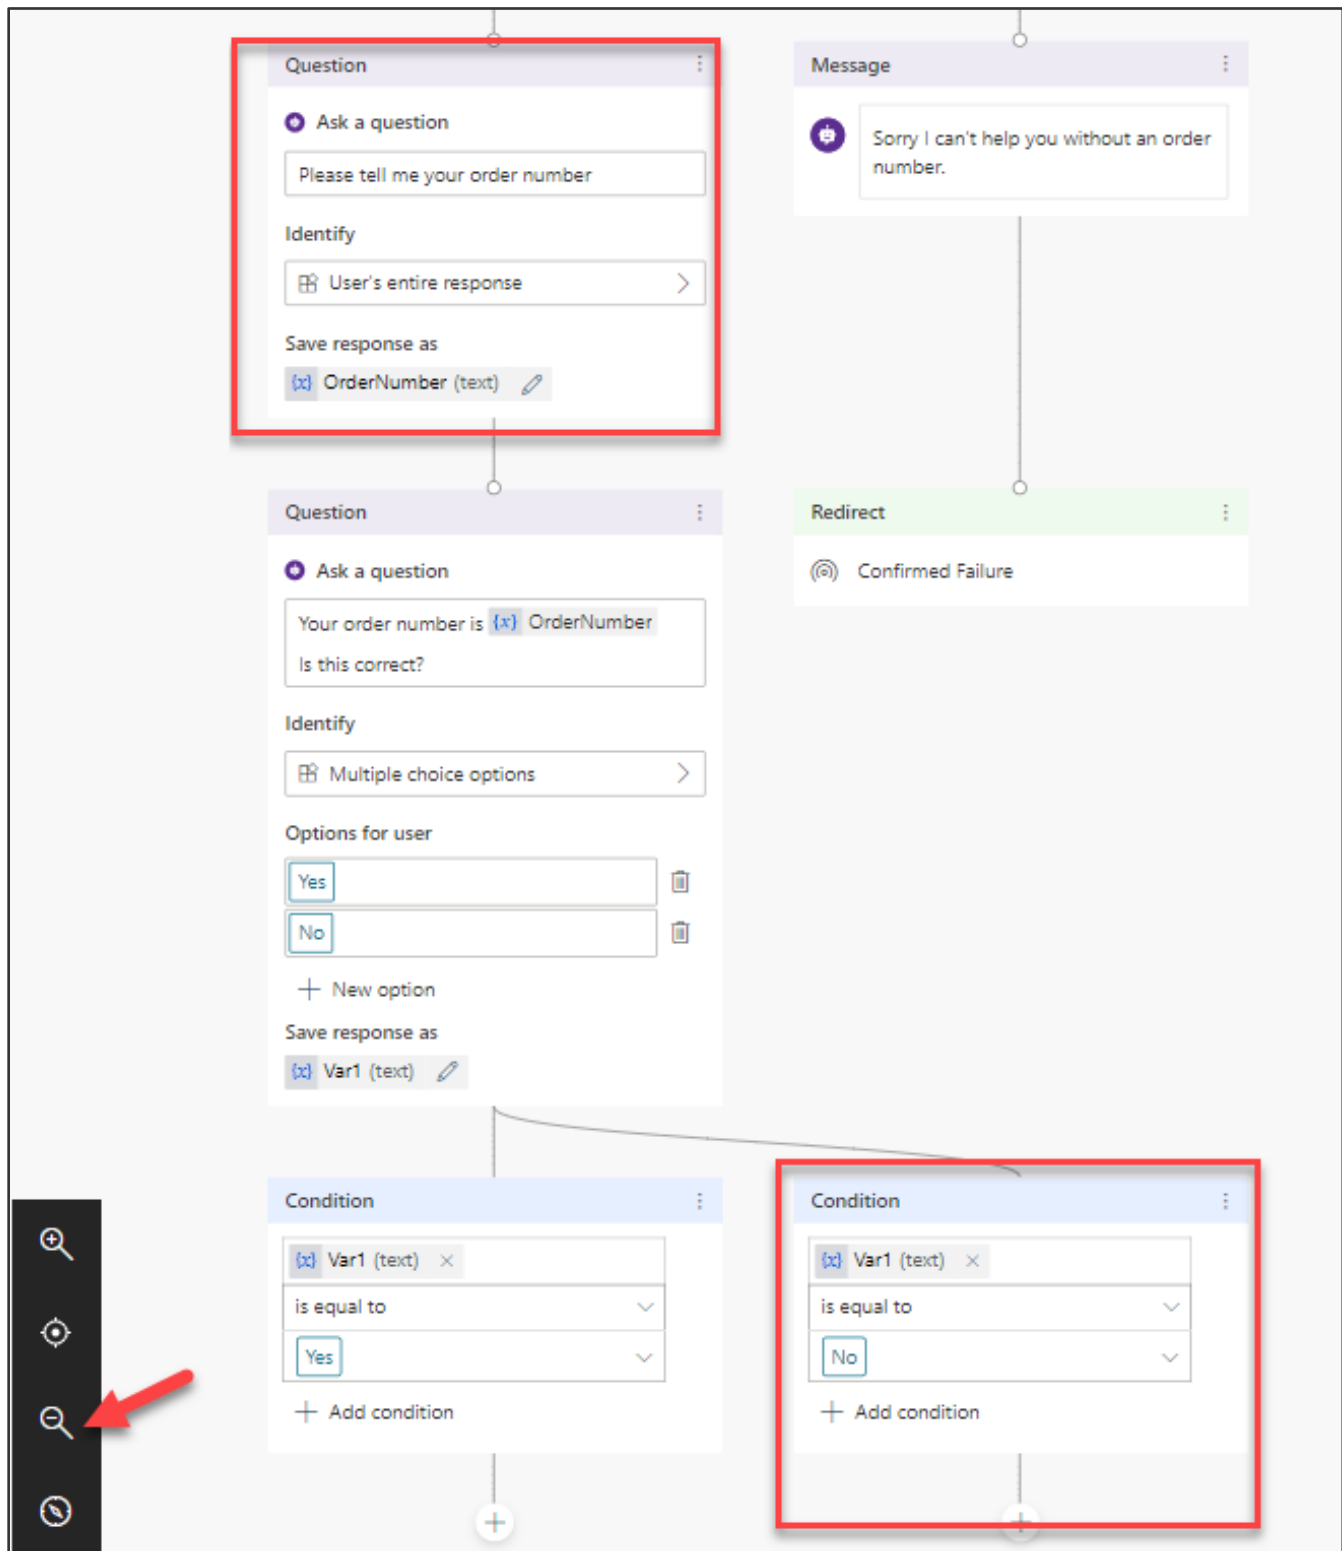 Question
Ask a question
Please tell me your order number
Identify
User's entire response
Save response as
{x} OrderNumber (text)
Message
Sorry I can't help you without an order
number.
Question
Ask a question
Your order number is {x} OrderNumber
Is this correct?
Identify
Multiple choice options
Options for user
Yes
No
New option
Save response as
{x} Var1 (text)
Redirect
Confirmed Failure
Condition
{x} Var1 (text)
is equal to
Yes
Add condition
Condition
{x} Var1 (text)
is equal to
No
Add condition